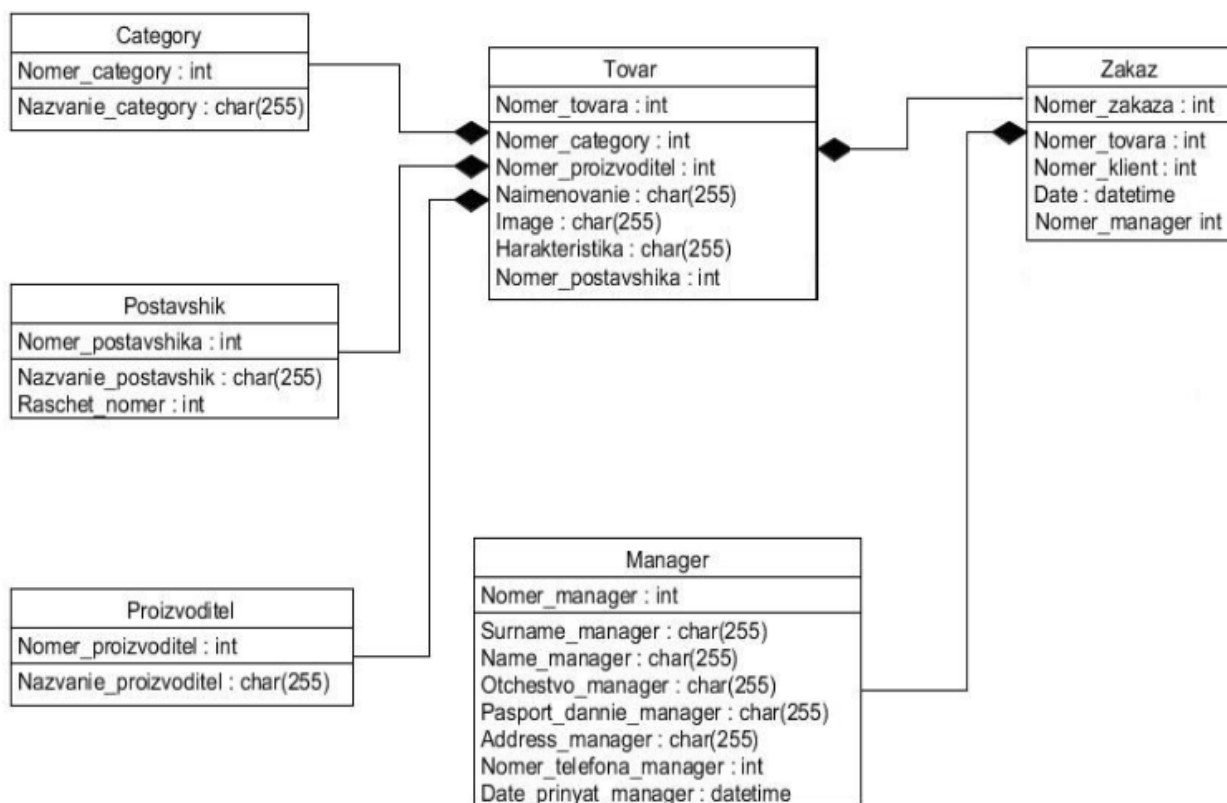 Category
Nomer_category : int
Nazvanie_category : char(255)
Tovar
Nomer_tovara : int
Nomer_category : int
Nomer_proizvoditel : int
Naimenovanie : char(255)
Image : char(255)
Harakteristika : char(255)
Nomer_postavshika : int
Zakaz
Nomer_zakaza : int
Nomer_tovara : int
Nomer_klient : int
Date : datetime
Nomer_manager int
Postavshik
Nomer_postavshika : int
Nazvanie_postavshik : char(255)
Raschet_nomer : int
Proizvoditel
Nomer_proizvoditel : int
Nazvanie_proizvoditel : char(255)
Manager
Nomer_manager : int
Surname_manager : char(255)
Name_manager : char(255)
Otchestvo_manager : char(255)
Pasport_dannie_manager : char(255)
Address_manager : char(255)
Nomer_telefona_manager : int
Date_prinyat_manager : datetime